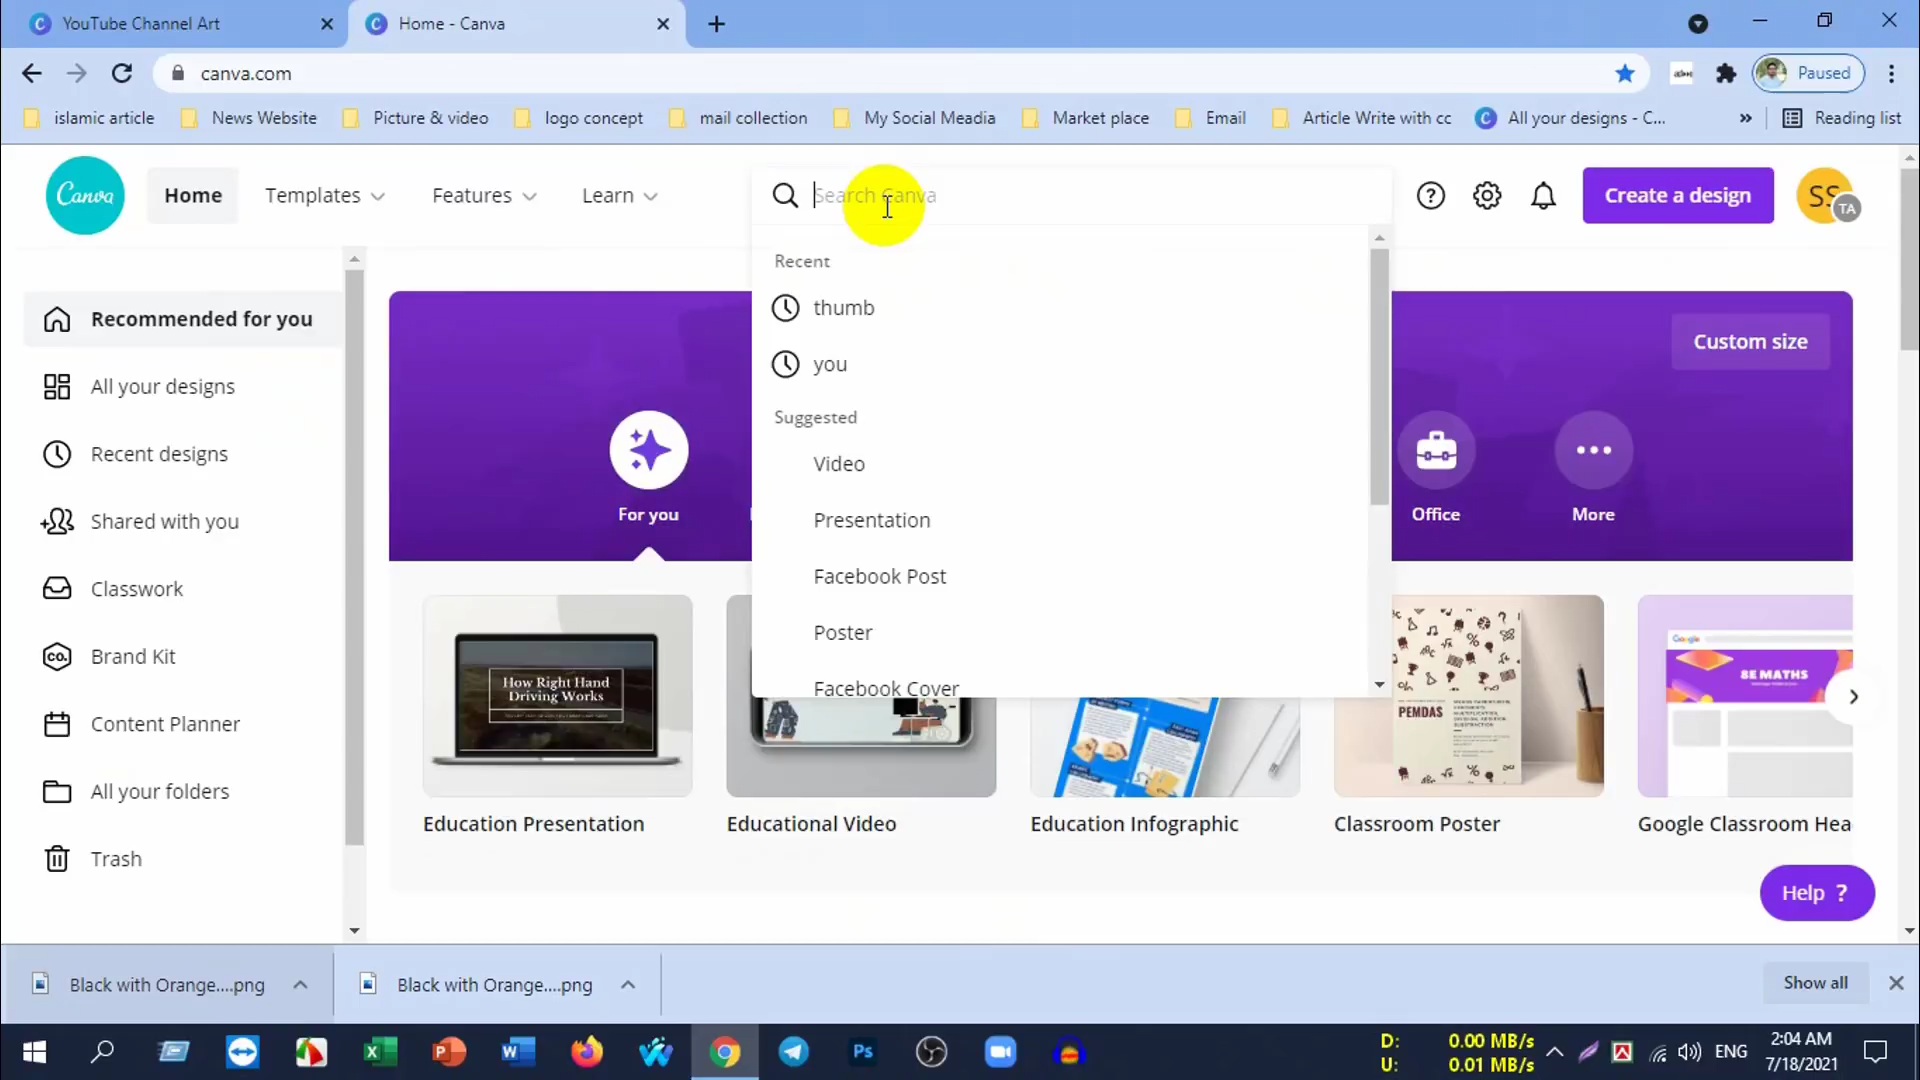 YouTube Channel Art
Home - Canva
canva.com
Paused
islamic article
News Website
Picture & video
logo concept
mail collection
My Social Meadia
Market place
Email
Article Write with cc
All your designs - C...
»
Reading list
Canva
Home
Templates
Features
Learn
Search Canva
Create a design
SS
TA
Recommended for you
All your designs
Recent designs
Shared with you
Classwork
CO.
Brand Kit
Content Planner
All your folders
Trash
Recent
thumb
you
Suggested
Video
Presentation
Facebook Post
Poster
Facebook Cover
Custom size
For you
Office
More
How Right Hand
Driving Works
PEMDAS
Google
8E MATHS
Education Presentation
Educational Video
Education Infographic
Classroom Poster
Google Classroom Hea
Help ?
Black with Orange....png
Black with Orange....png
Show all
D: 0.00 MB/s
U: 0.01 MB/s
ENG
2:04 AM
7/18/2021